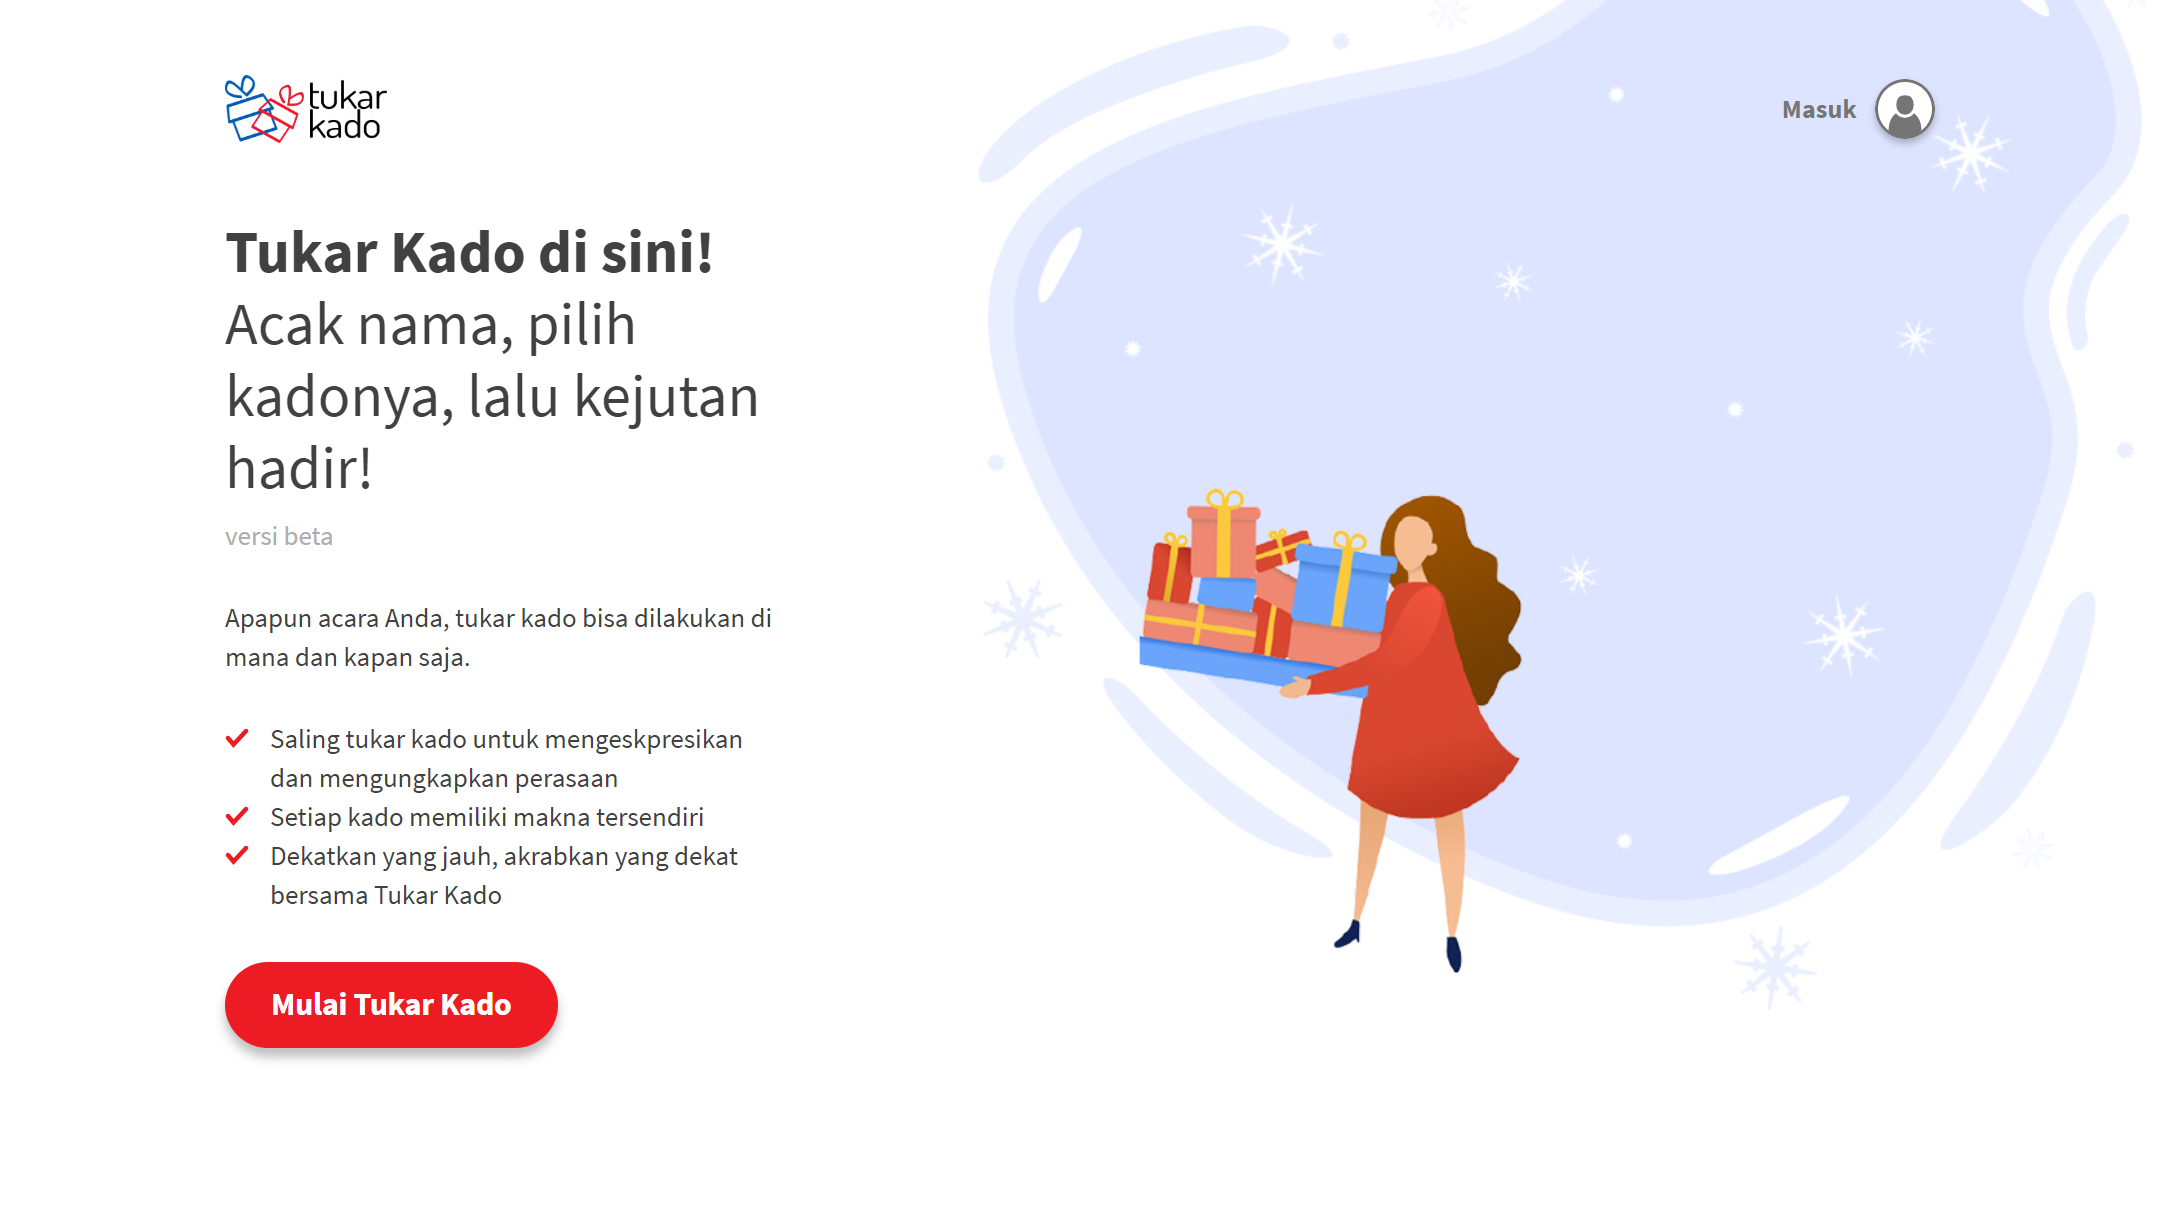 tukar
kado
Masuk
Tukar Kado di sini!
Acak nama, pilih
kadonya, lalu kejutan
hadir!
versi beta
Apapun acara Anda, tukar kado bisa dilakukan di
mana dan kapan saja.
Saling tukar kado untuk mengeskpresikan
dan mengungkapkan perasaan
Setiap kado memiliki makna tersendiri
Dekatkan yang jauh, akrabkan yang dekat
bersama Tukar Kado
Mulai Tukar Kado